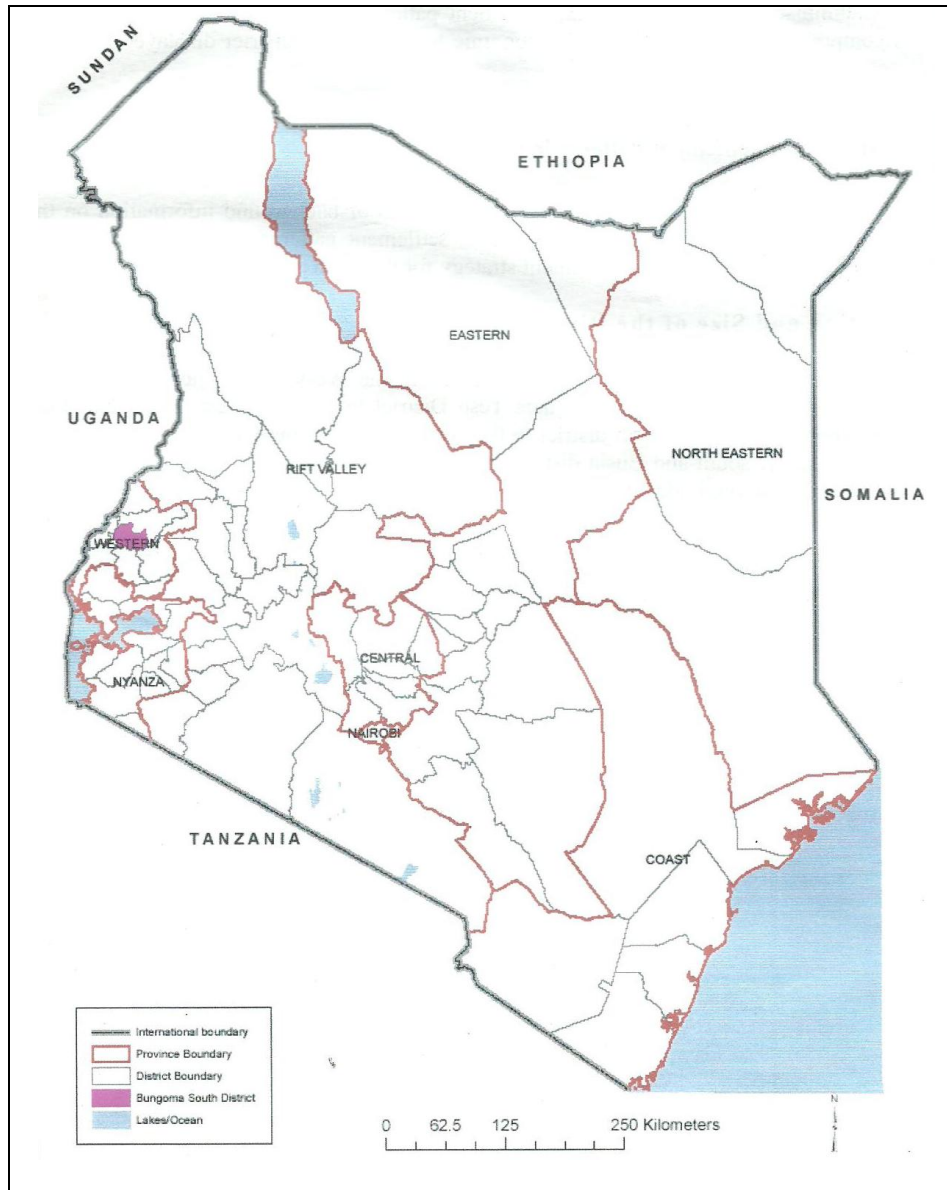 SUNDAN
ETHIOPIA
EASTERN
UGANDA
RIFT VALLEY
NORTH EASTERN
SOMALIA
WESTERN
CENTRAL
NYANZA
NAIROBI
TANZANIA
COAST
International boundary
Province Boundary
District Boundary
Bungoma South District
Lakes/Ocean
0 62.5 125 250 Kilometers
N